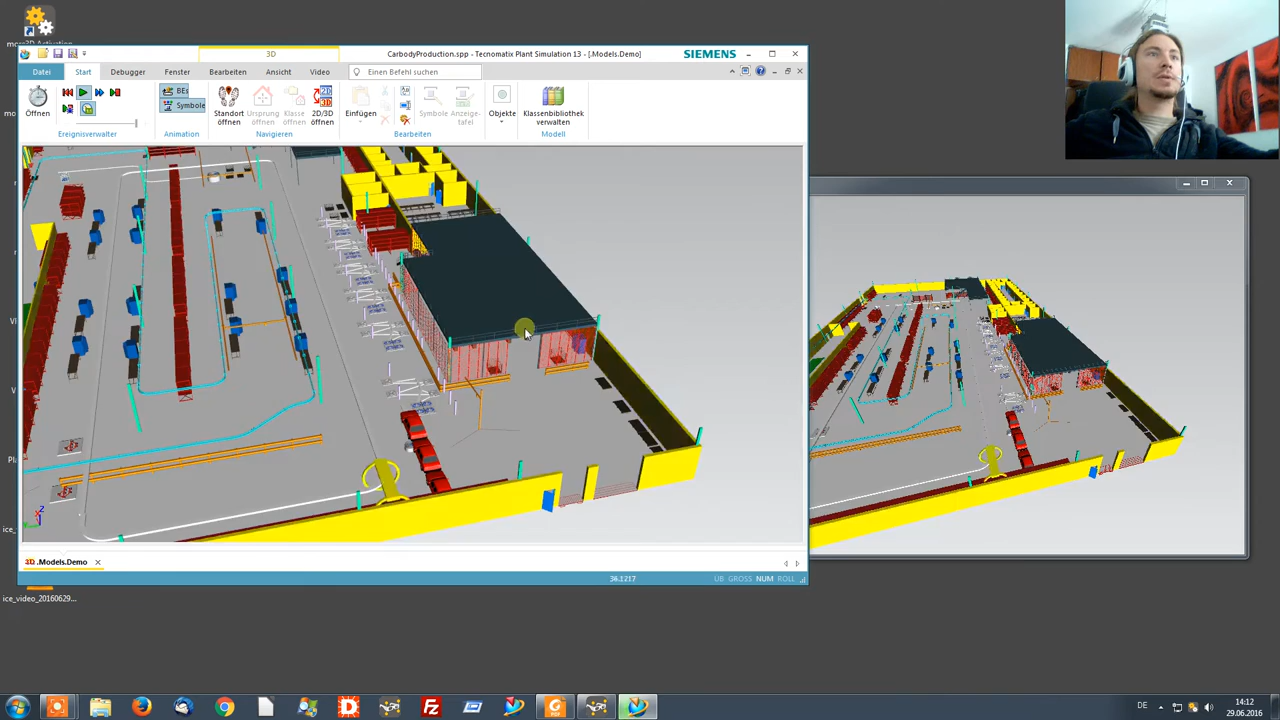 3D
CarbodyProduction.spp - Tecnomatix Plant Simulation 13 - [.Models.Demo]
SIEMENS
Datei
Start
Debugger
Fenster
Bearbeiten
Ansicht
Video
Einen Befehl suchen
Öffnen
Ereignisverwalter
BEs
Symbole
Animation
Standort öffnen
Ursprung öffnen
Klasse öffnen
2D/3D öffnen
Navigieren
Einfügen
Symbole
Anzeige-tafel
Bearbeiten
Objekte
Klassenbibliothek verwalten
Modell
3D .Models.Demo
38.1217
UB GROSS NUM ROLL
ice_video_20160629...
DE
14:12
29.06.2016